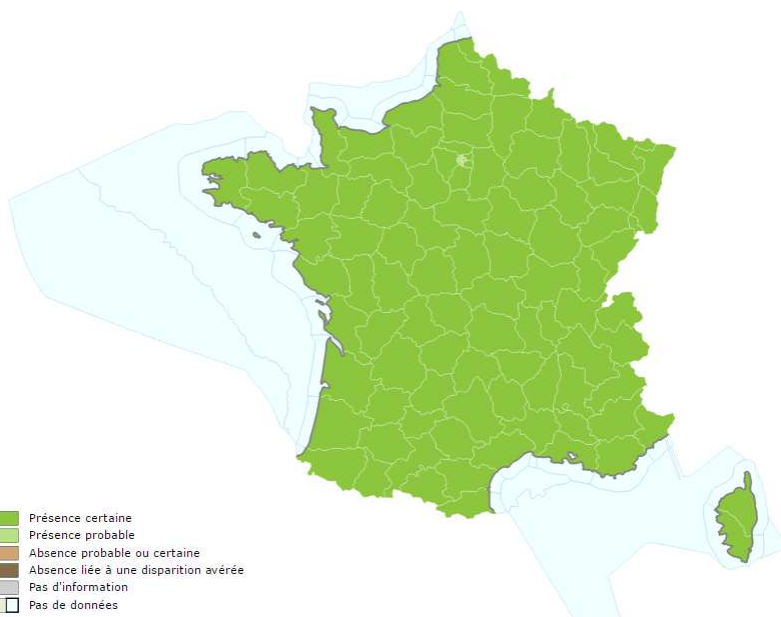 Présence certaine
Présence probable
Absence probable ou certaine
Absence liée à une disparition avérée
Pas d'information
Pas de données